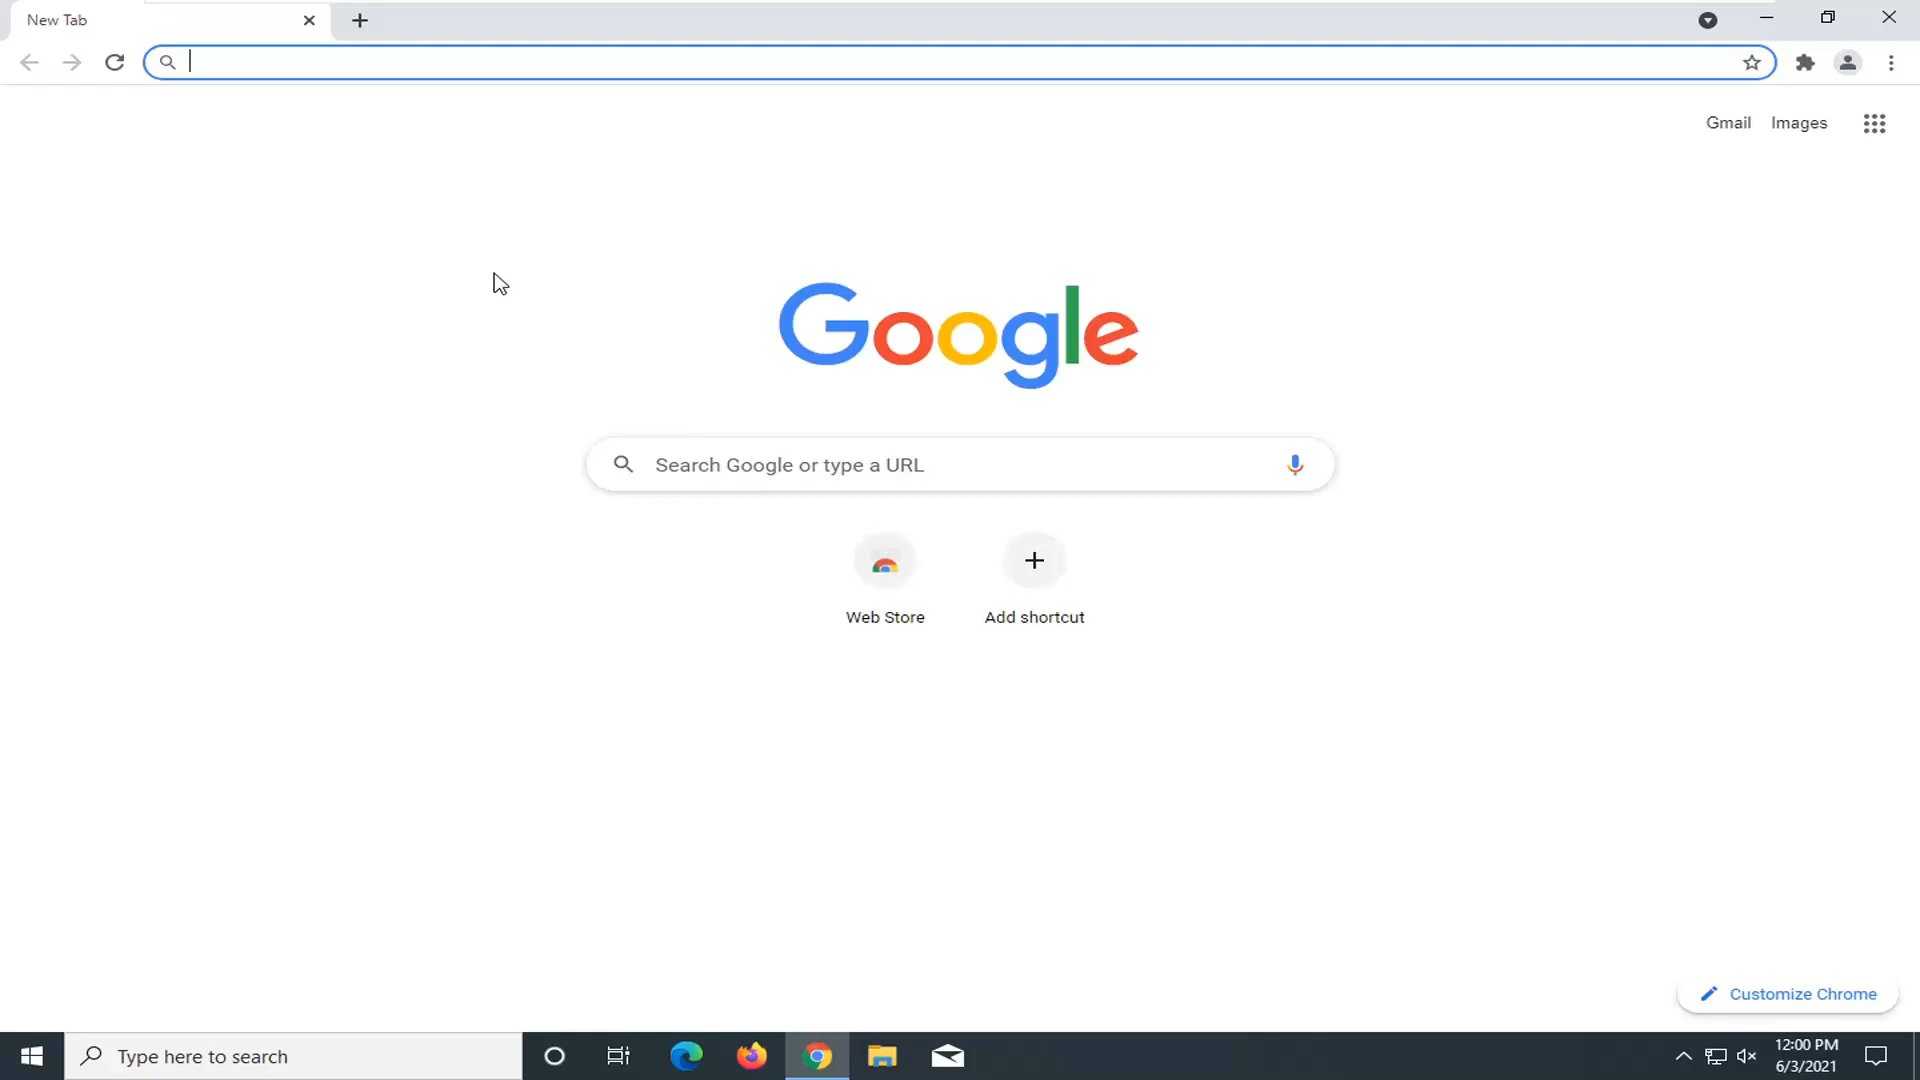 New Tab
Gmail Images
Google
Search Google or type a URL
Web Store Add shortcut
Customize Chrome
Type here to search
12:00 PM
6/3/2021